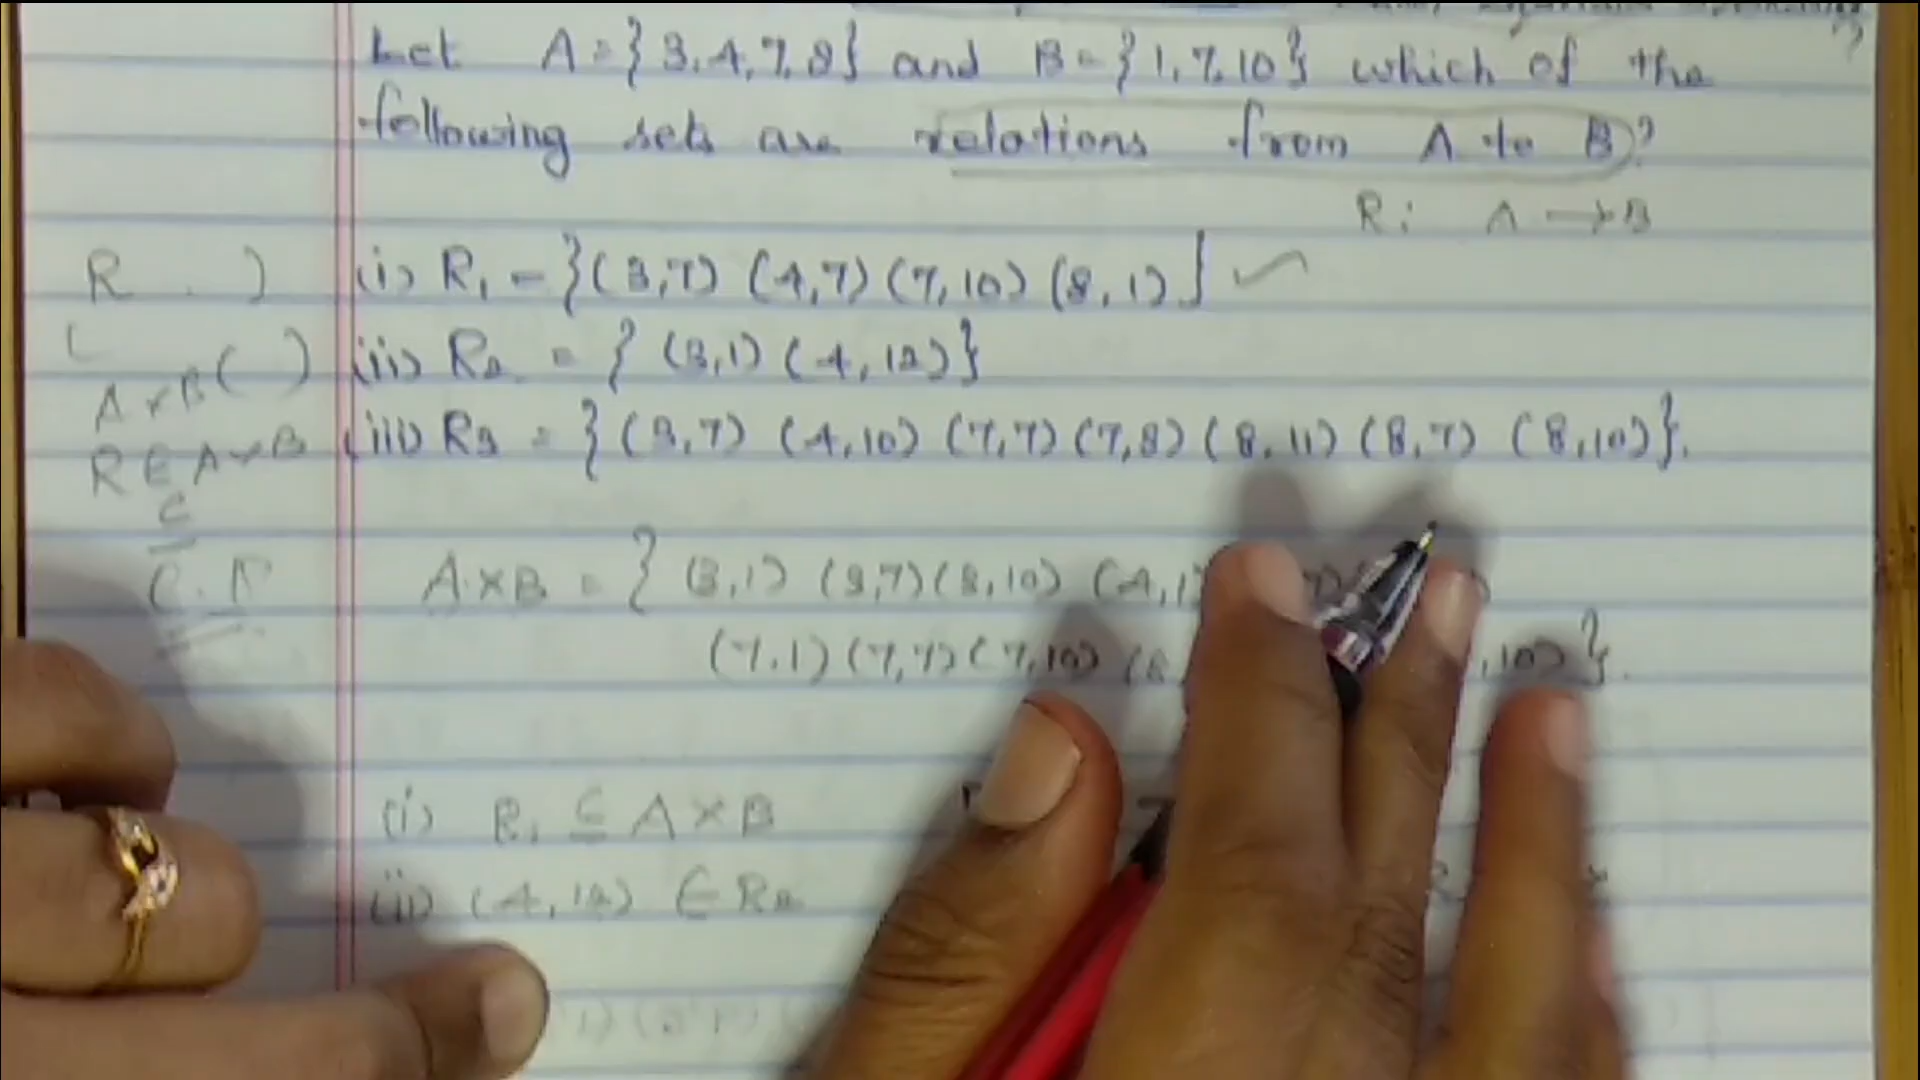 Let A = {3,4,7,8} and B = {1,7,10} which of the
following sets are relations from A to B?
R: A → B
R . )
(i) R₁ = {(3,7) (4,7) (7,10) (8,1)} ✓
(
A×B ( )
(ii) R₂ = { (3,1) (4,12)}
R ∈ A×B
(iii) R₃ = {(3,7) (4,10) (7,7) (7,8) (8,11) (8,7) (8,10)}.
⊆
C.P
A×B = { (3,1) (3,7) (3,10) (4,1)
(7,1) (7,7) (7,10) (8, ,10) }.
(i) R₁ ⊆ A×B
(ii) (4,12) ∈ R₂